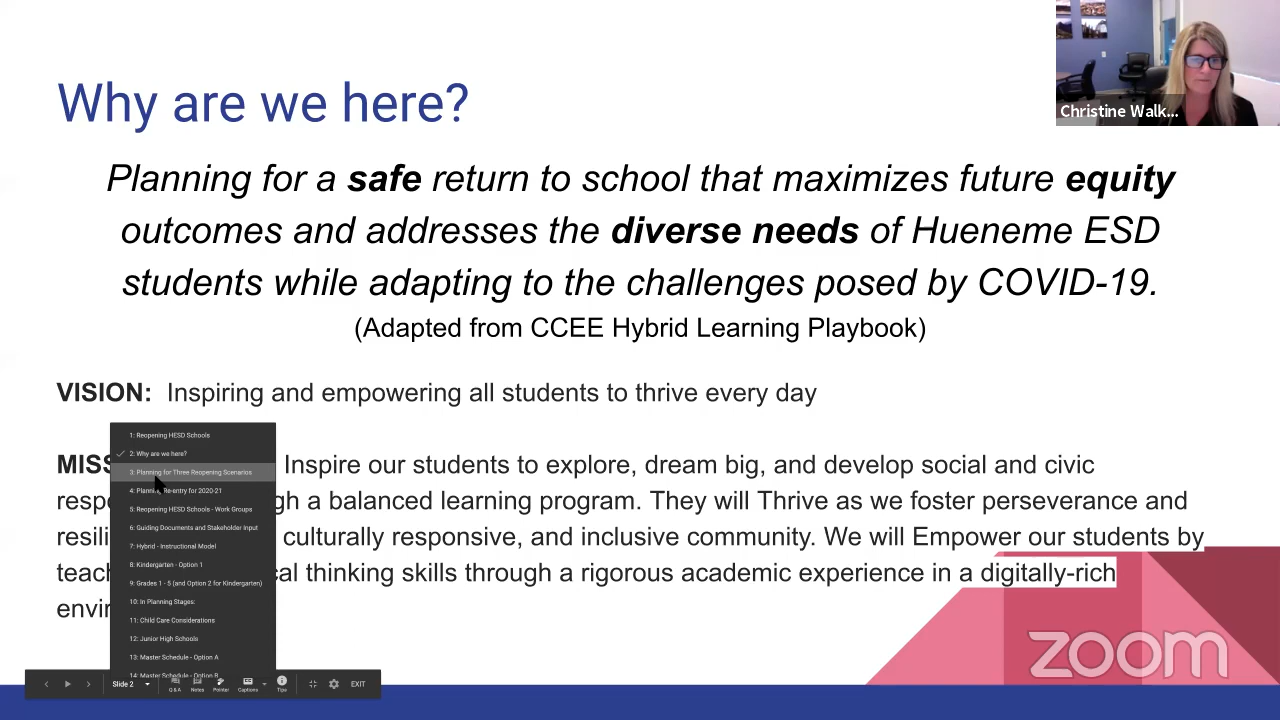 Why are we here?
Christine Walk...
Planning for a safe return to school that maximizes future equity
outcomes and addresses the diverse needs of Hueneme ESD
students while adapting to the challenges posed by COVID-19.
(Adapted from CCEE Hybrid Learning Playbook)
VISION: Inspiring and empowering all students to thrive every day
MISS Inspire our students to explore, dream big, and develop social and civic
respo gh a balanced learning program. They will Thrive as we foster perseverance and
resili culturally responsive, and inclusive community. We will Empower our students by
teach cal thinking skills through a rigorous academic experience in a digitally-rich
envir
1: Reopening HESD Schools
2: Why are we here?
3: Planning for Three Reopening Scenarios
4: Planning Re-entry for 2020-21
5: Reopening HESD Schools - Work Groups
6: Guiding Documents and Stakeholder Input
7: Hybrid - Instructional Model
8: Kindergarten - Option 1
9: Grades 1 - 5 (and Option 2 for Kindergarten)
10: In Planning Stages:
11: Child Care Considerations
12: Junior High Schools
13: Master Schedule - Option A
14: Master Schedule - Option B
Slide 2
Q & A Notes Pointer Captions Tips EXIT
zoom